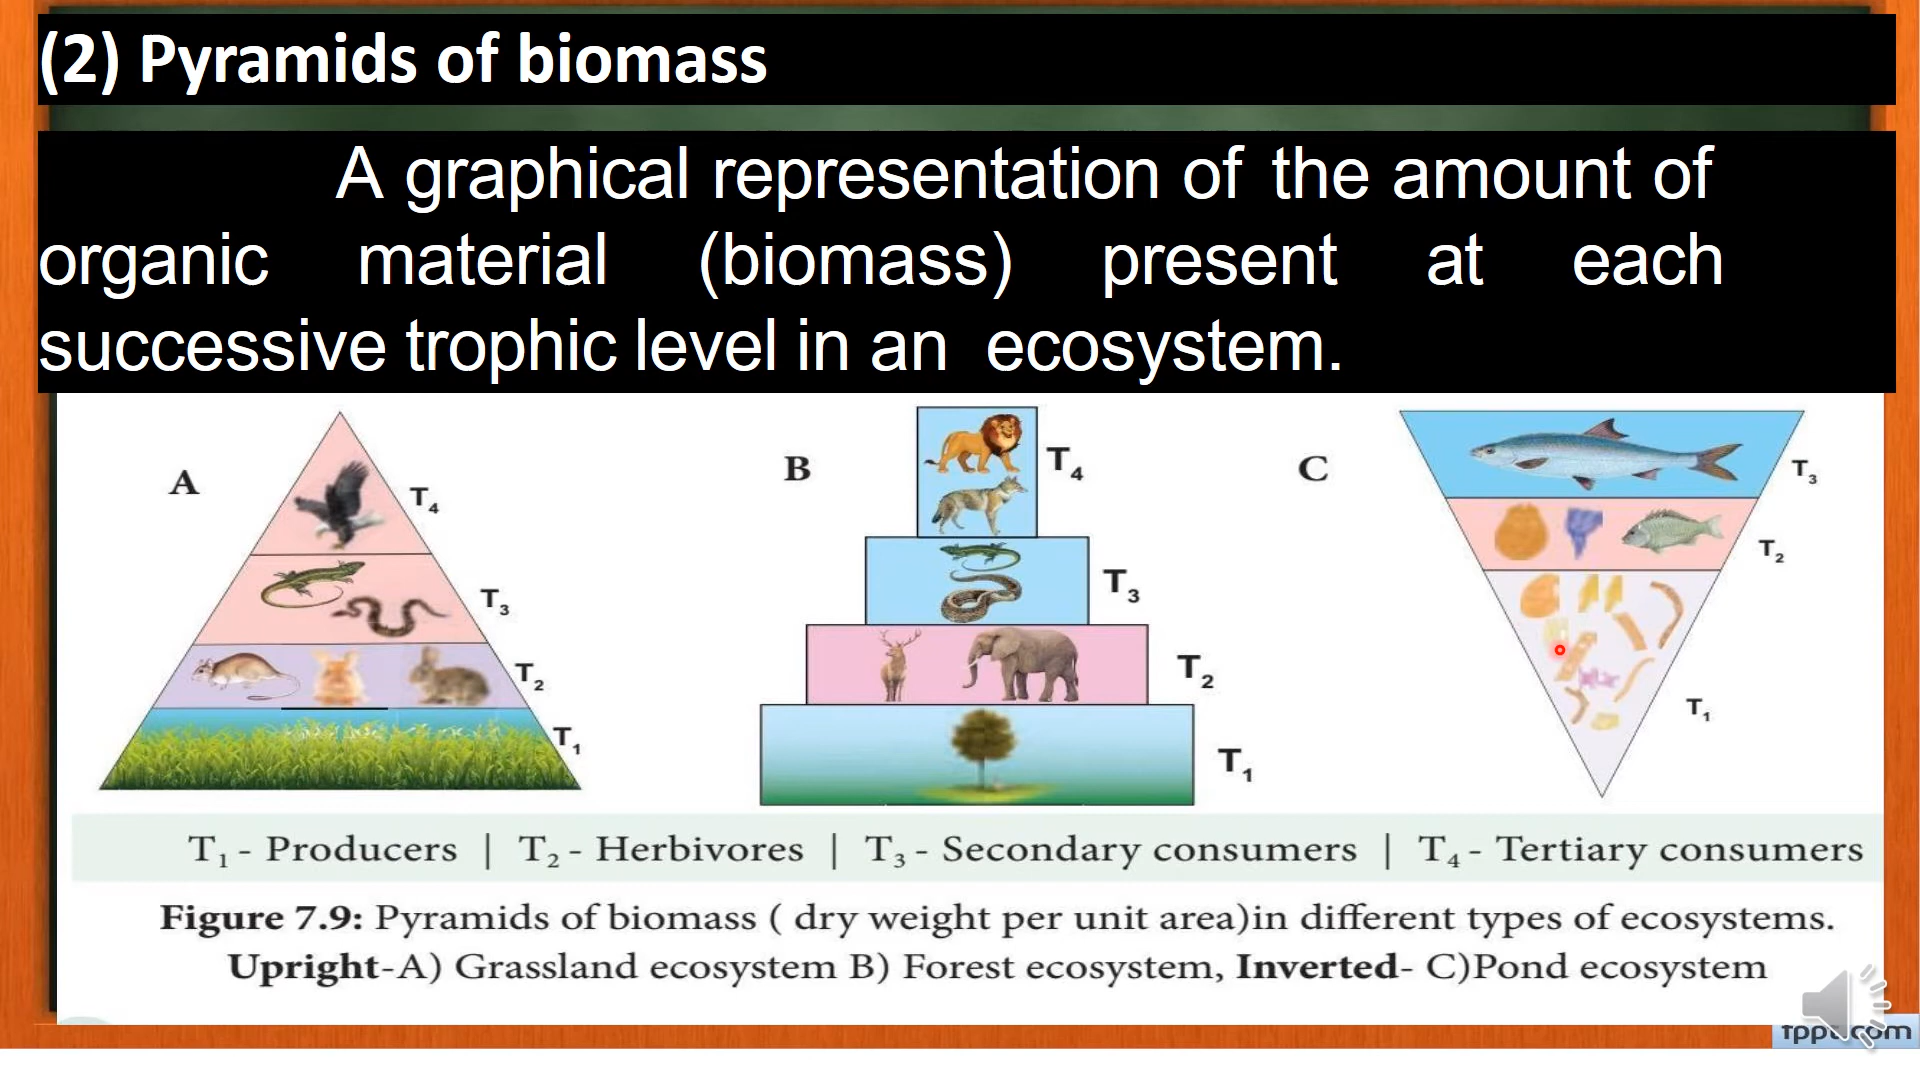 (2) Pyramids of biomass
A graphical representation of the amount of
organic material (biomass) present at each
successive trophic level in an ecosystem.
A
T4
T3
T2
T1
B
T4
T3
T2
T1
C
T3
T2
T1
T1 - Producers | T2 - Herbivores | T3 - Secondary consumers | T4 - Tertiary consumers
Figure 7.9: Pyramids of biomass ( dry weight per unit area)in different types of ecosystems.
Upright-A) Grassland ecosystem B) Forest ecosystem, Inverted- C)Pond ecosystem